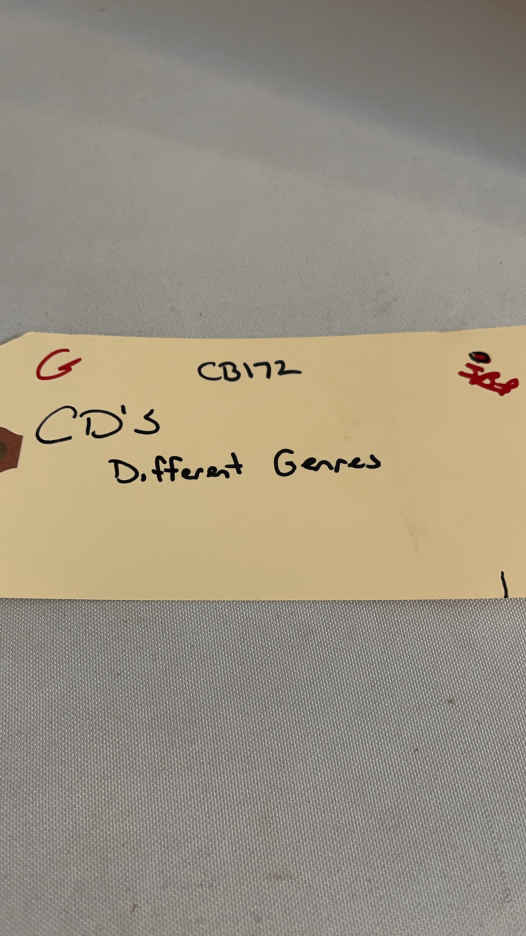 G CB172
CD's
Different Genres